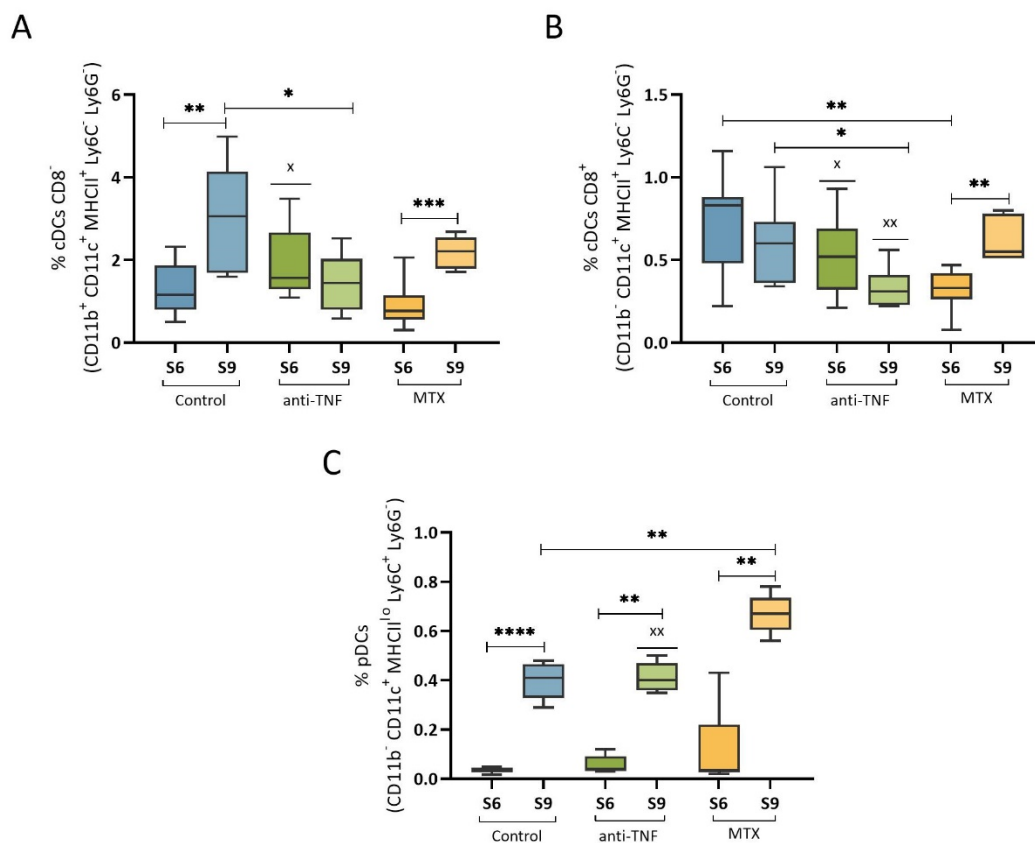 A
% cDCs CD8⁻
(CD11b⁺ CD11c⁺ MHCII⁺ Ly6C⁻ Ly6G⁻)
6
4
2
0
**
*
x
***
S6 S9 S6 S9 S6 S9
Control anti-TNF MTX
B
% cDCs CD8⁺
(CD11b⁻ CD11c⁺ MHCII⁺ Ly6C⁻ Ly6G⁻)
1.5
1.0
0.5
0.0
**
*
x
xx
**
S6 S9 S6 S9 S6 S9
Control anti-TNF MTX
C
% pDCs
(CD11b⁻ CD11c⁺ MHCII^lo Ly6C⁺ Ly6G⁻)
1.0
0.8
0.6
0.4
0.2
0.0
**
**
**
xx
****
S6 S9 S6 S9 S6 S9
Control anti-TNF MTX